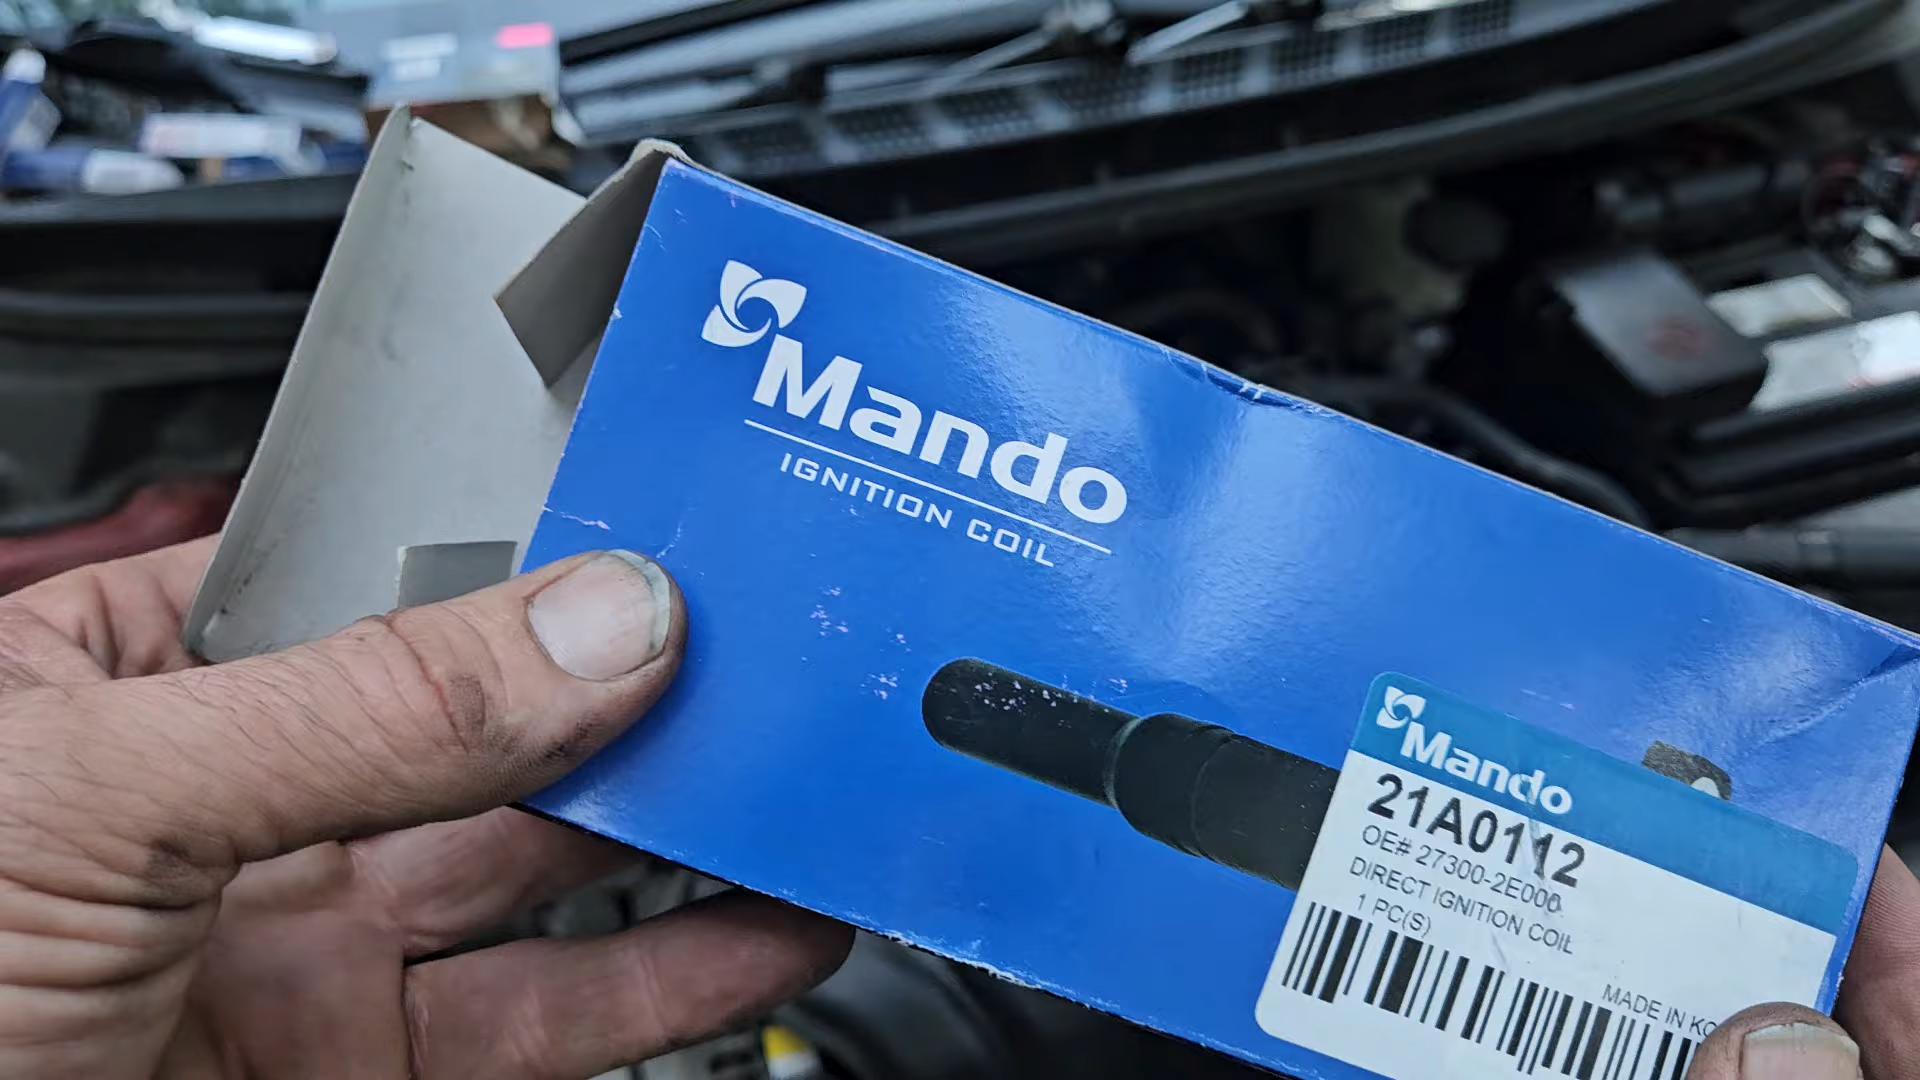 Mando
IGNITION COIL
Mando
21A0112
OE# 27300-2E000
DIRECT IGNITION COIL
1 PC(S)
MADE IN KO